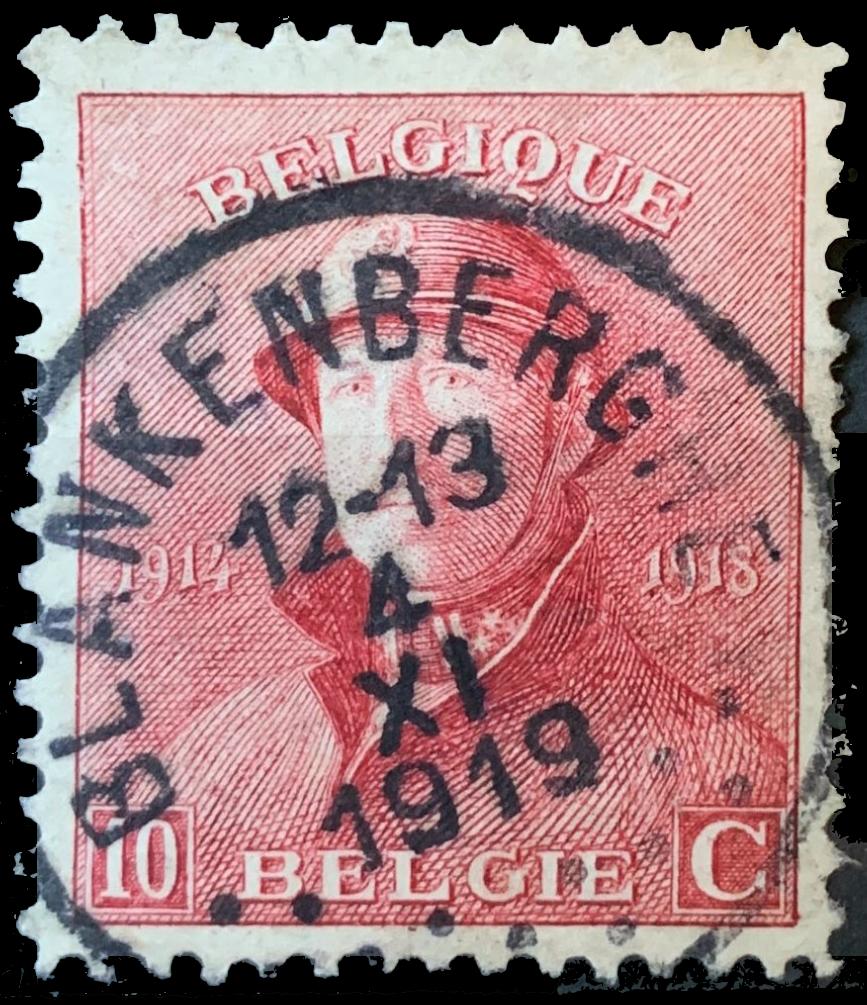 BELGIQUE
BLANKENBERG
12-13
4
XI
1919
1914
1918
10
BELGIE
C